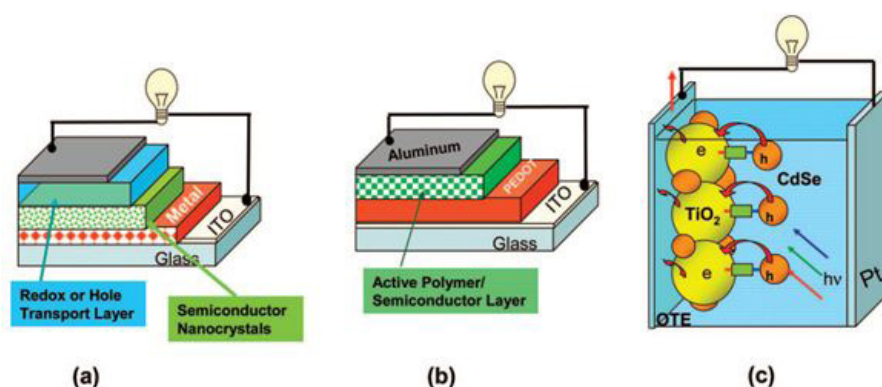 Metal
ITO
Glass
Redox or Hole
Transport Layer
Semiconductor
Nanocrystals
(a)
Aluminum
PEDOT
ITO
Glass
Active Polymer/
Semiconductor Layer
(b)
e
h
CdSe
TiO₂
h
e
h
hν
Pt
OTE
(c)